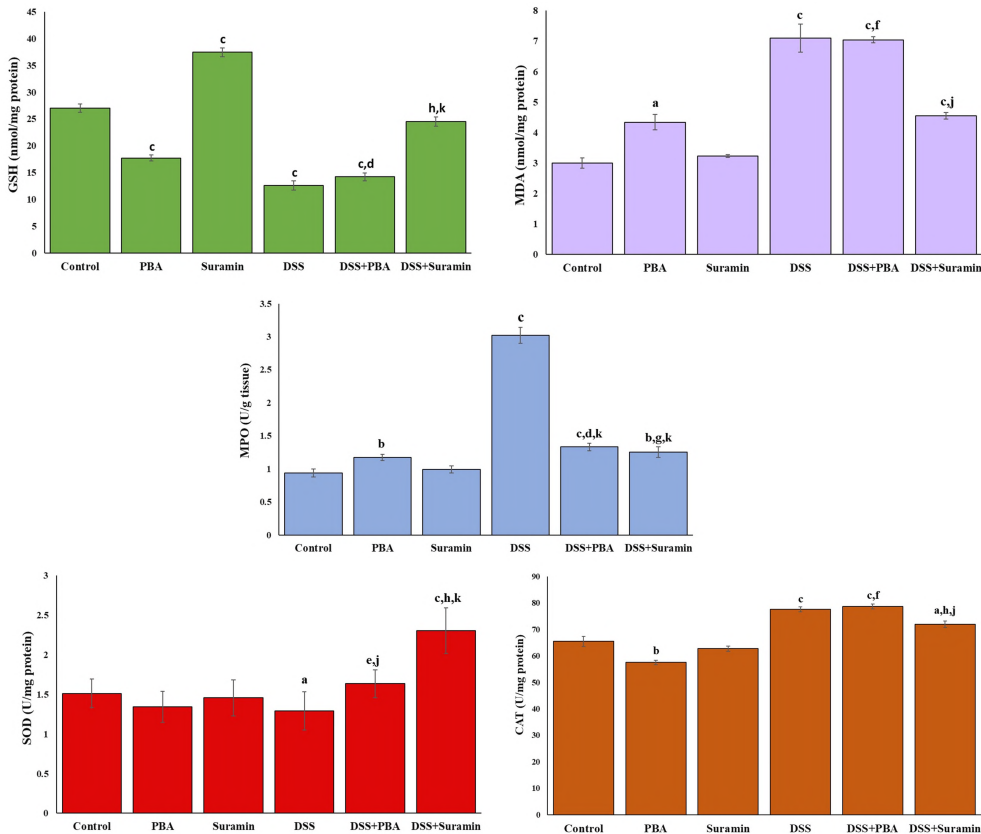 GSH (nmol/mg protein)
45
40
35
30
25
20
15
10
5
0
c
c
c
c,d
h,k
Control PBA Suramin DSS DSS+PBA DSS+Suramin
MDA (nmol/mg protein)
8
7
6
5
4
3
2
1
0
a
c
c,f
c,j
Control PBA Suramin DSS DSS+PBA DSS+Suramin
MPO (U/g tissue)
3.5
3
2.5
2
1.5
1
0.5
0
b
c
c,d,k
b,g,k
Control PBA Suramin DSS DSS+PBA DSS+Suramin
SOD (U/mg protein)
3
2.5
2
1.5
1
0.5
0
a
e,j
c,h,k
Control PBA Suramin DSS DSS+PBA DSS+Suramin
CAT (U/mg protein)
90
80
70
60
50
40
30
20
10
0
b
c
c,f
a,h,j
Control PBA Suramin DSS DSS+PBA DSS+Suramin